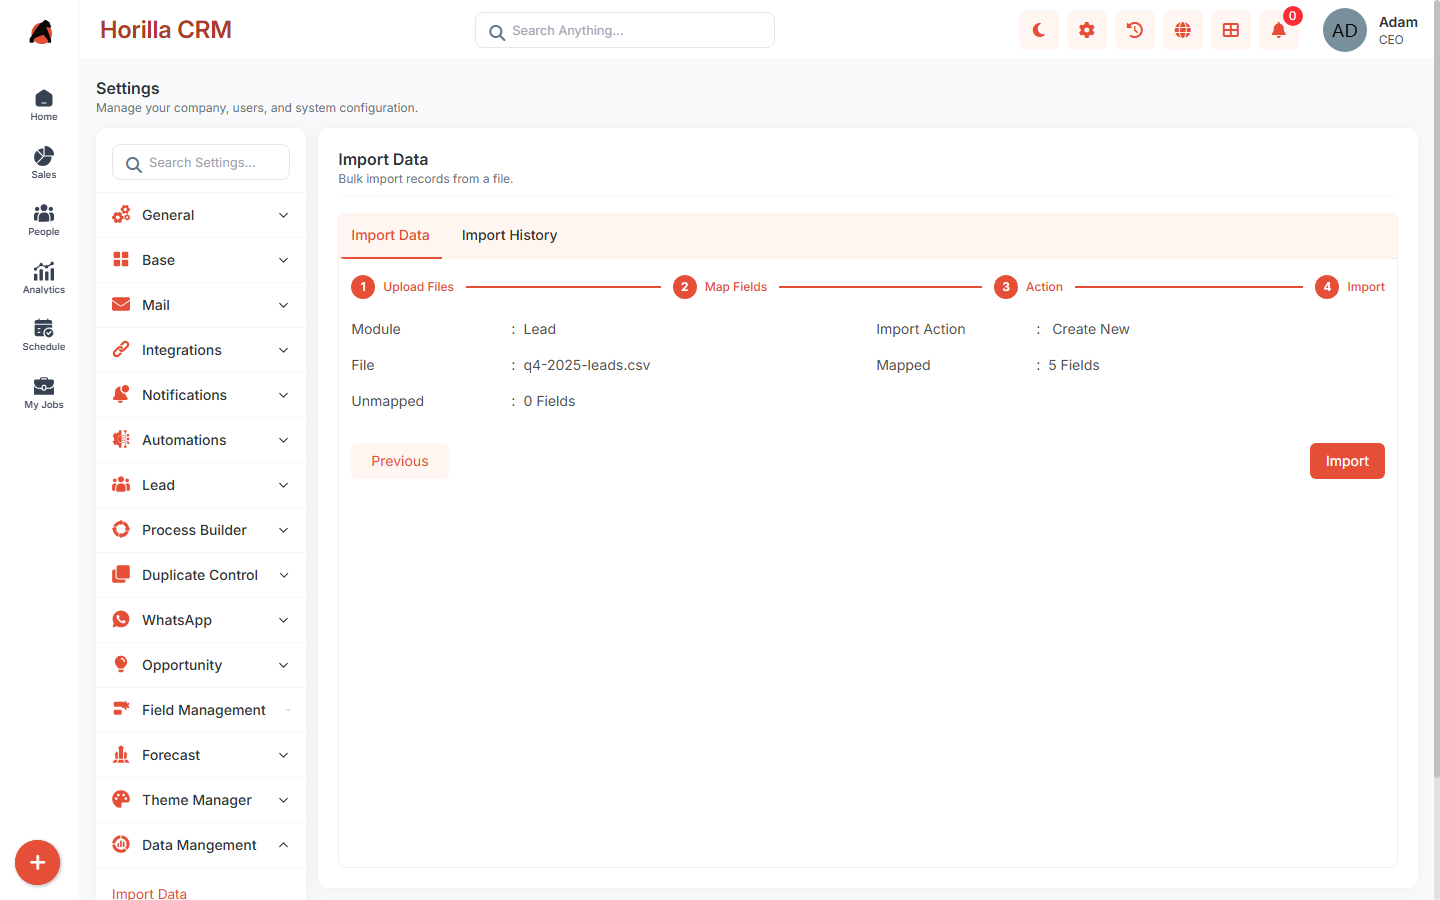 Horilla CRM
Search Anything...
0
AD
Adam
CEO
Home
Sales
People
Analytics
Schedule
My Jobs
Settings
Manage your company, users, and system configuration.
Search Settings...
General
Base
Mail
Integrations
Notifications
Automations
Lead
Process Builder
Duplicate Control
WhatsApp
Opportunity
Field Management
Forecast
Theme Manager
Data Mangement
Import Data
Import Data
Bulk import records from a file.
Import Data Import History
1 Upload Files 2 Map Fields 3 Action 4 Import
Module : Lead Import Action : Create New
File : q4-2025-leads.csv Mapped : 5 Fields
Unmapped : 0 Fields
Previous Import